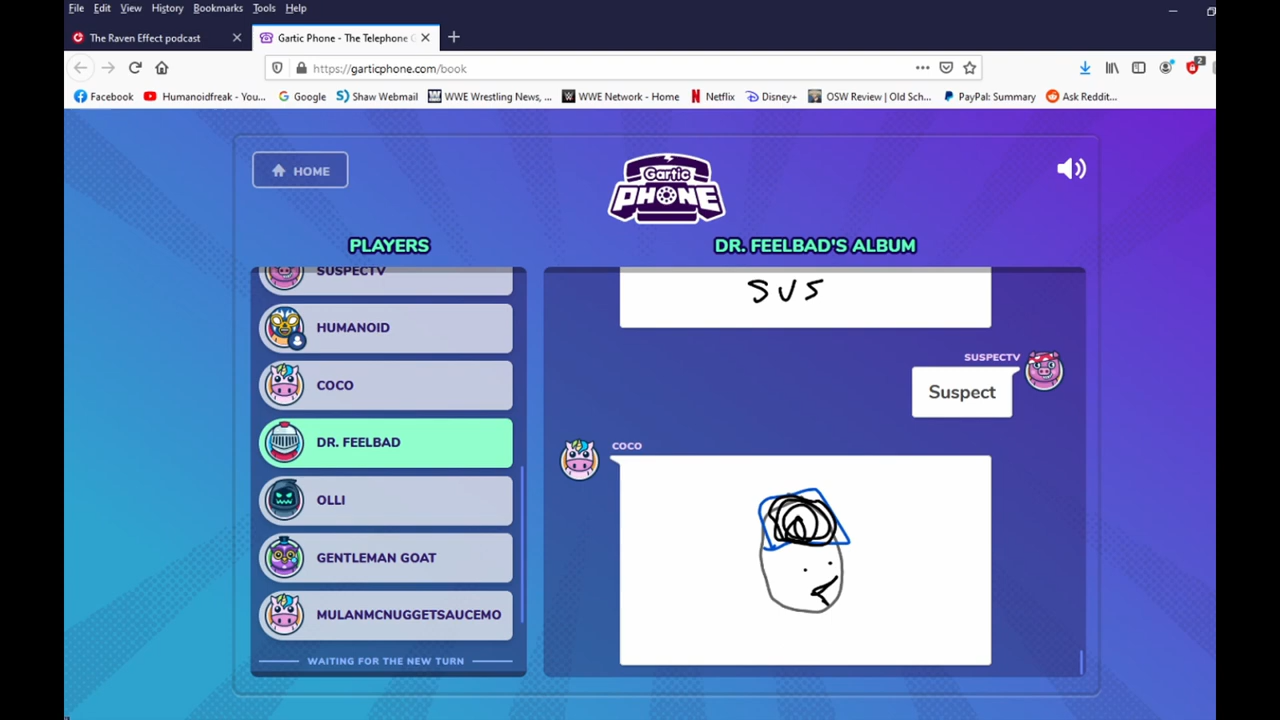 File Edit View History Bookmarks Tools Help
The Raven Effect podcast
Gartic Phone - The Telephone G
https://garticphone.com/book
Facebook
Humanoidfreak - You...
Google
Shaw Webmail
WWE Wrestling News, ...
WWE Network - Home
Netflix
Disney+
OSW Review | Old Sch...
PayPal: Summary
Ask Reddit...
2
HOME
Gartic
PHONE
PLAYERS
DR. FEELBAD'S ALBUM
SUSPECTV
HUMANOID
COCO
DR. FEELBAD
OLLI
GENTLEMAN GOAT
MULANMCNUGGETSAUCEMO
WAITING FOR THE NEW TURN
SUS
SUSPECTV
Suspect
COCO